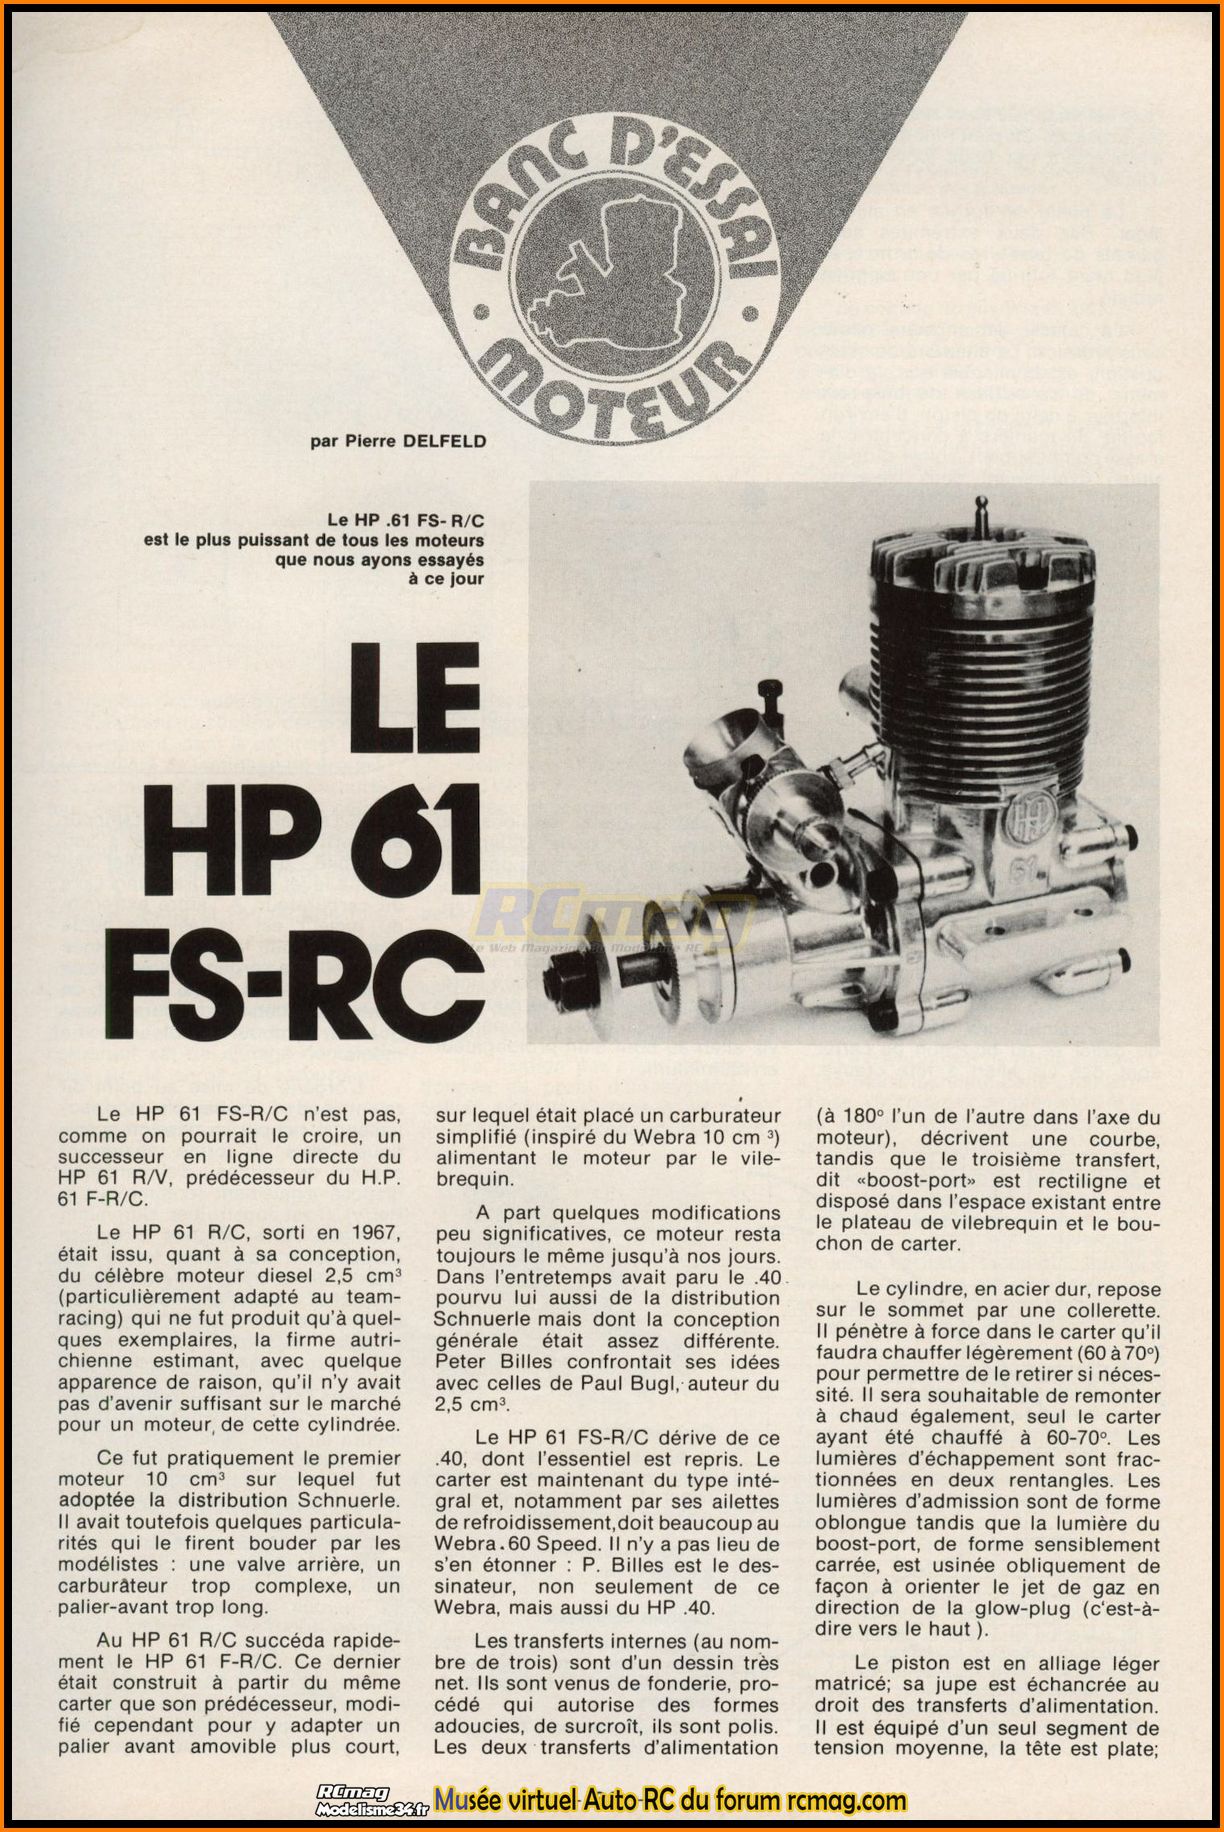 BANC D'ESSAI
• MOTEUR •
par Pierre DELFELD
Le HP .61 FS- R/C
est le plus puissant de tous les moteurs
que nous ayons essayés
à ce jour
LE
HP 61
FS-RC
HP
61
RCmag
Le Web Magazine du Modélisme RC
Le HP 61 FS-R/C n'est pas,
comme on pourrait le croire, un
successeur en ligne directe du
HP 61 R/V, prédécesseur du H.P.
61 F-R/C.
Le HP 61 R/C, sorti en 1967,
était issu, quant à sa conception,
du célèbre moteur diesel 2,5 cm³
(particulièrement adapté au team-
racing) qui ne fut produit qu'à quel-
ques exemplaires, la firme autri-
chienne estimant, avec quelque
apparence de raison, qu'il n'y avait
pas d'avenir suffisant sur le marché
pour un moteur, de cette cylindrée.
Ce fut pratiquement le premier
moteur 10 cm³ sur lequel fut
adoptée la distribution Schnuerle.
Il avait toutefois quelques particula-
rités qui le firent bouder par les
modélistes : une valve arrière, un
carburateur trop complexe, un
palier-avant trop long.
Au HP 61 R/C succéda rapide-
ment le HP 61 F-R/C. Ce dernier
était construit à partir du même
carter que son prédécesseur, modi-
fié cependant pour y adapter un
palier avant amovible plus court,
sur lequel était placé un carburateur
simplifié (inspiré du Webra 10 cm ³)
alimentant le moteur par le vile-
brequin.
A part quelques modifications
peu significatives, ce moteur resta
toujours le même jusqu'à nos jours.
Dans l'entretemps avait paru le .40
pourvu lui aussi de la distribution
Schnuerle mais dont la conception
générale était assez différente.
Peter Billes confrontait ses idées
avec celles de Paul Bugl, auteur du
2,5 cm³.
Le HP 61 FS-R/C dérive de ce
.40, dont l'essentiel est repris. Le
carter est maintenant du type inté-
gral et, notamment par ses ailettes
de refroidissement,doit beaucoup au
Webra.60 Speed. Il n'y a pas lieu de
s'en étonner : P. Billes est le des-
sinateur, non seulement de ce
Webra, mais aussi du HP .40.
Les transferts internes (au nom-
bre de trois) sont d'un dessin très
net. Ils sont venus de fonderie, pro-
cédé qui autorise des formes
adoucies, de surcroît, ils sont polis.
Les deux transferts d'alimentation
(à 180° l'un de l'autre dans l'axe du
moteur), décrivent une courbe,
tandis que le troisième transfert,
dit «boost-port» est rectiligne et
disposé dans l'espace existant entre
le plateau de vilebrequin et le bou-
chon de carter.
Le cylindre, en acier dur, repose
sur le sommet par une collerette.
Il pénètre à force dans le carter qu'il
faudra chauffer légèrement (60 à 70°)
pour permettre de le retirer si néces-
sité. Il sera souhaitable de remonter
à chaud également, seul le carter
ayant été chauffé à 60-70°. Les
lumières d'échappement sont frac-
tionnées en deux rentangles. Les
lumières d'admission sont de forme
oblongue tandis que la lumière du
boost-port, de forme sensiblement
carrée, est usinée obliquement de
façon à orienter le jet de gaz en
direction de la glow-plug (c'est-à-
dire vers le haut ).
Le piston est en alliage léger
matricé; sa jupe est échancrée au
droit des transferts d'alimentation.
Il est équipé d'un seul segment de
tension moyenne, la tête est plate;
RCmag
Modelisme34.fr
Musée virtuel Auto-RC du forum rcmag.com